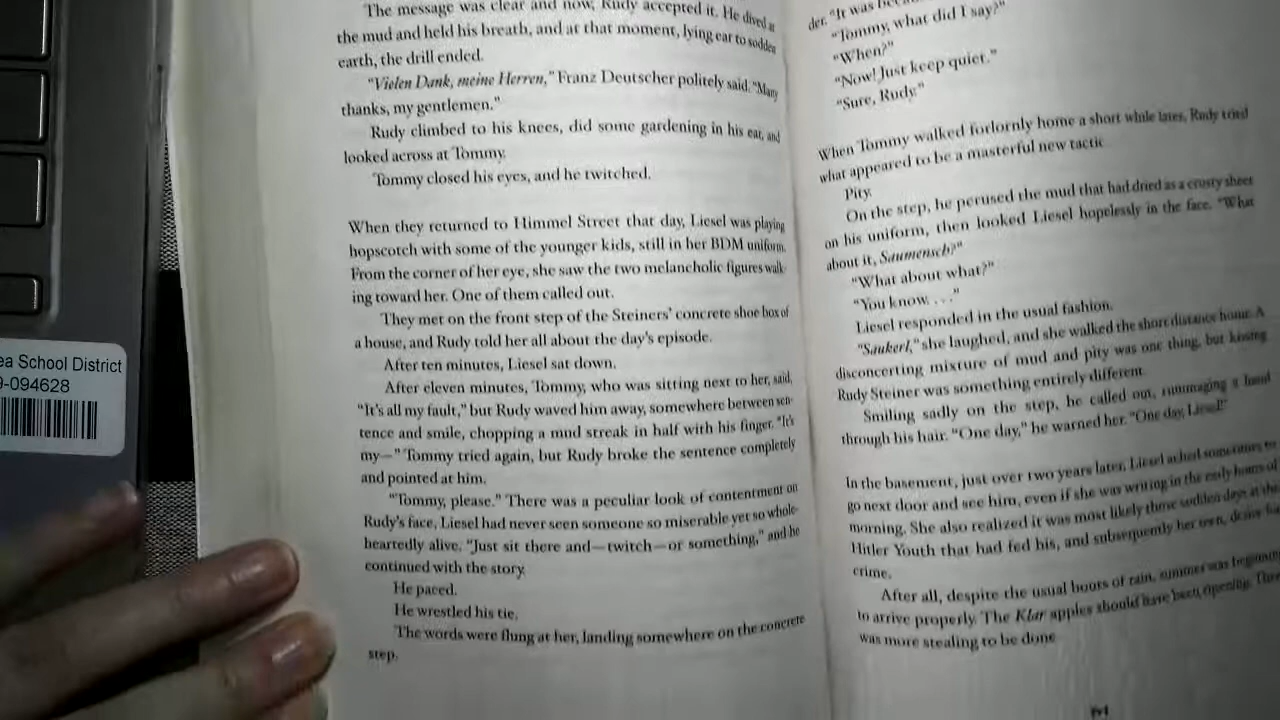 ea School District
9-094628
The message was clear and now, Rudy accepted it. He dived at
the mud and held his breath, and at that moment, lying ear to sodden
earth, the drill ended.
"Vielen Dank, meine Herren," Franz Deutscher politely said. "Many
thanks, my gentlemen."
Rudy climbed to his knees, did some gardening in his ear, and
looked across at Tommy.
Tommy closed his eyes, and he twitched.
When they returned to Himmel Street that day, Liesel was playing
hopscotch with some of the younger kids, still in her BDM uniform.
From the corner of her eye, she saw the two melancholic figures walk-
ing toward her. One of them called out.
They met on the front step of the Steiners' concrete shoe box of
a house, and Rudy told her all about the day's episode.
After ten minutes, Liesel sat down.
After eleven minutes, Tommy, who was sitting next to her, said,
"It's all my fault," but Rudy waved him away, somewhere between sen-
tence and smile, chopping a mud streak in half with his finger. "It's
my—" Tommy tried again, but Rudy broke the sentence completely
and pointed at him.
"Tommy, please." There was a peculiar look of contentment on
Rudy's face. Liesel had never seen someone so miserable yet so whole-
heartedly alive. "Just sit there and—twitch—or something," and he
continued with the story.
He paced.
He wrestled his tie.
The words were flung at her, landing somewhere on the concrete
step.
der. "It was
"Tommy, what did I say?"
"When?"
"Now! Just keep quiet."
"Sure, Rudy."
When Tommy walked forlornly home a short while later, Rudy tried
what appeared to be a masterful new tactic.
Pity.
On the step, he perused the mud that had dried as a crusty sheet
on his uniform, then looked Liesel hopelessly in the face. "What
about it, Saumensch?"
"What about what?"
"You know. . . ."
Liesel responded in the usual fashion.
"Saukerl," she laughed, and she walked the short distance home. A
disconcerting mixture of mud and pity was one thing, but kissing
Rudy Steiner was something entirely different.
Smiling sadly on the step, he called out, rummaging a hand
through his hair. "One day," he warned her. "One day, Liesel!"
In the basement, just over two years later, Liesel ached sometimes to
go next door and see him, even if she was writing in the early hours of
morning. She also realized it was most likely those sodden days at the
Hitler Youth that had fed his, and subsequently her own, desire for
crime.
After all, despite the usual bouts of rain, summer was beginning
to arrive properly. The Klar apples should have been opening. There
was more stealing to be done.